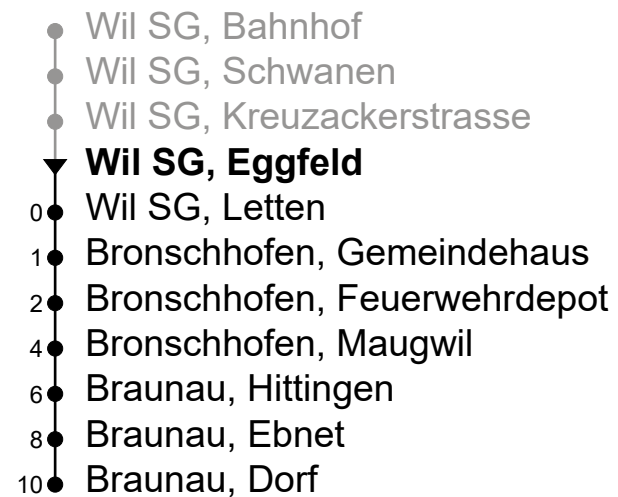 Wil SG, Bahnhof
Wil SG, Schwanen
Wil SG, Kreuzackerstrasse
Wil SG, Eggfeld
0 Wil SG, Letten
1 Bronschhofen, Gemeindehaus
2 Bronschhofen, Feuerwehrdepot
4 Bronschhofen, Maugwil
6 Braunau, Hittingen
8 Braunau, Ebnet
10 Braunau, Dorf